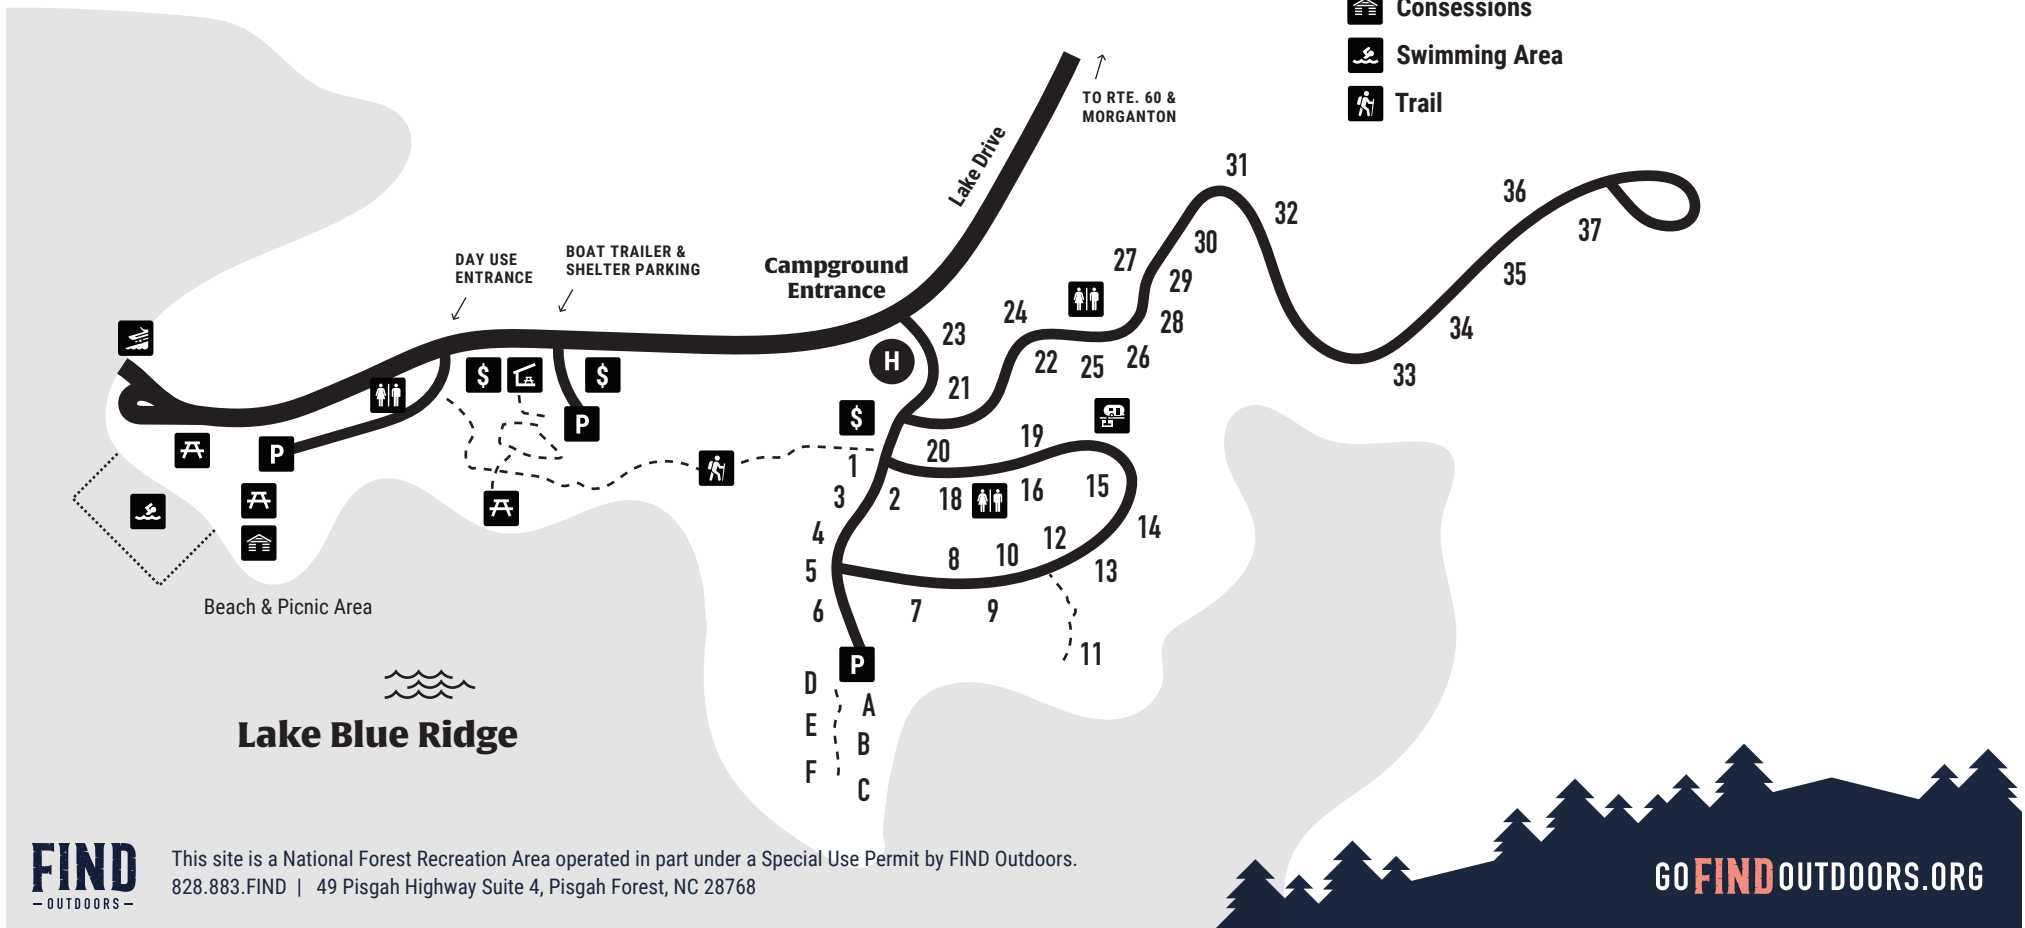 Consessions
Swimming Area
Trail
TO RTE. 60 &
MORGANTON
Lake Drive
DAY USE
ENTRANCE
BOAT TRAILER &
SHELTER PARKING
Campground
Entrance
H
$
$
$
P
P
P
31
36
32
37
30
27
29
35
24
28
34
23
22
25
26
33
21
20
19
1
3
2
18
16
15
4
12
14
5
8
10
13
6
7
9
11
D
A
E
B
F
C
Beach & Picnic Area
Lake Blue Ridge
FIND
OUTDOORS
This site is a National Forest Recreation Area operated in part under a Special Use Permit by FIND Outdoors.
828.883.FIND | 49 Pisgah Highway Suite 4, Pisgah Forest, NC 28768
GO FIND OUTDOORS.ORG